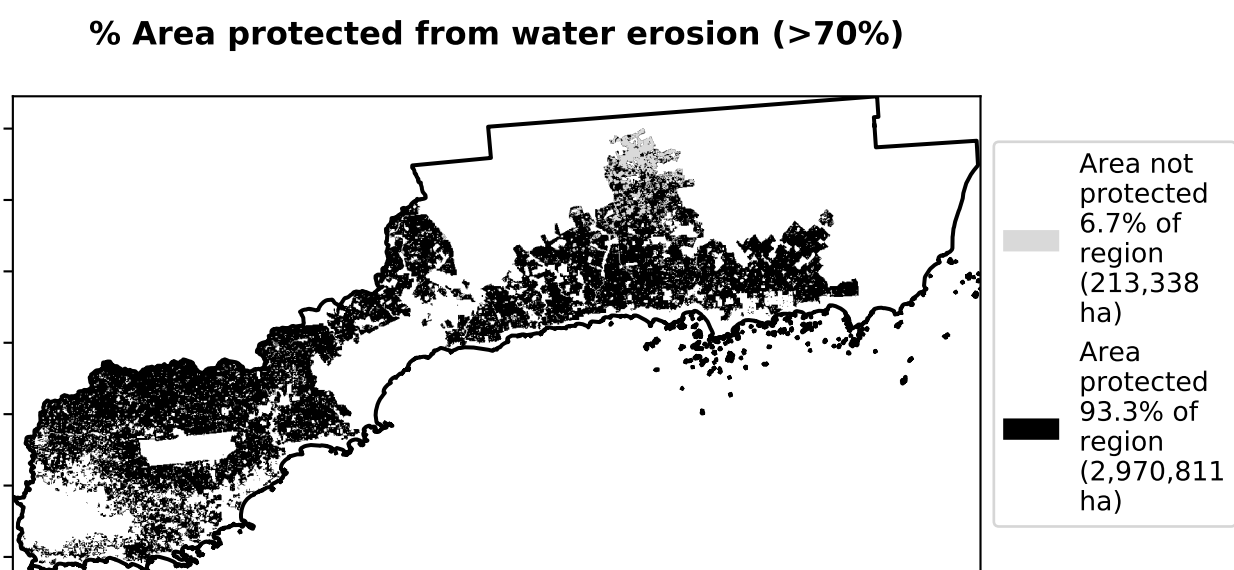 % Area protected from water erosion (>70%)
Area not
protected
6.7% of
region
(213,338
ha)
Area
protected
93.3% of
region
(2,970,811
ha)